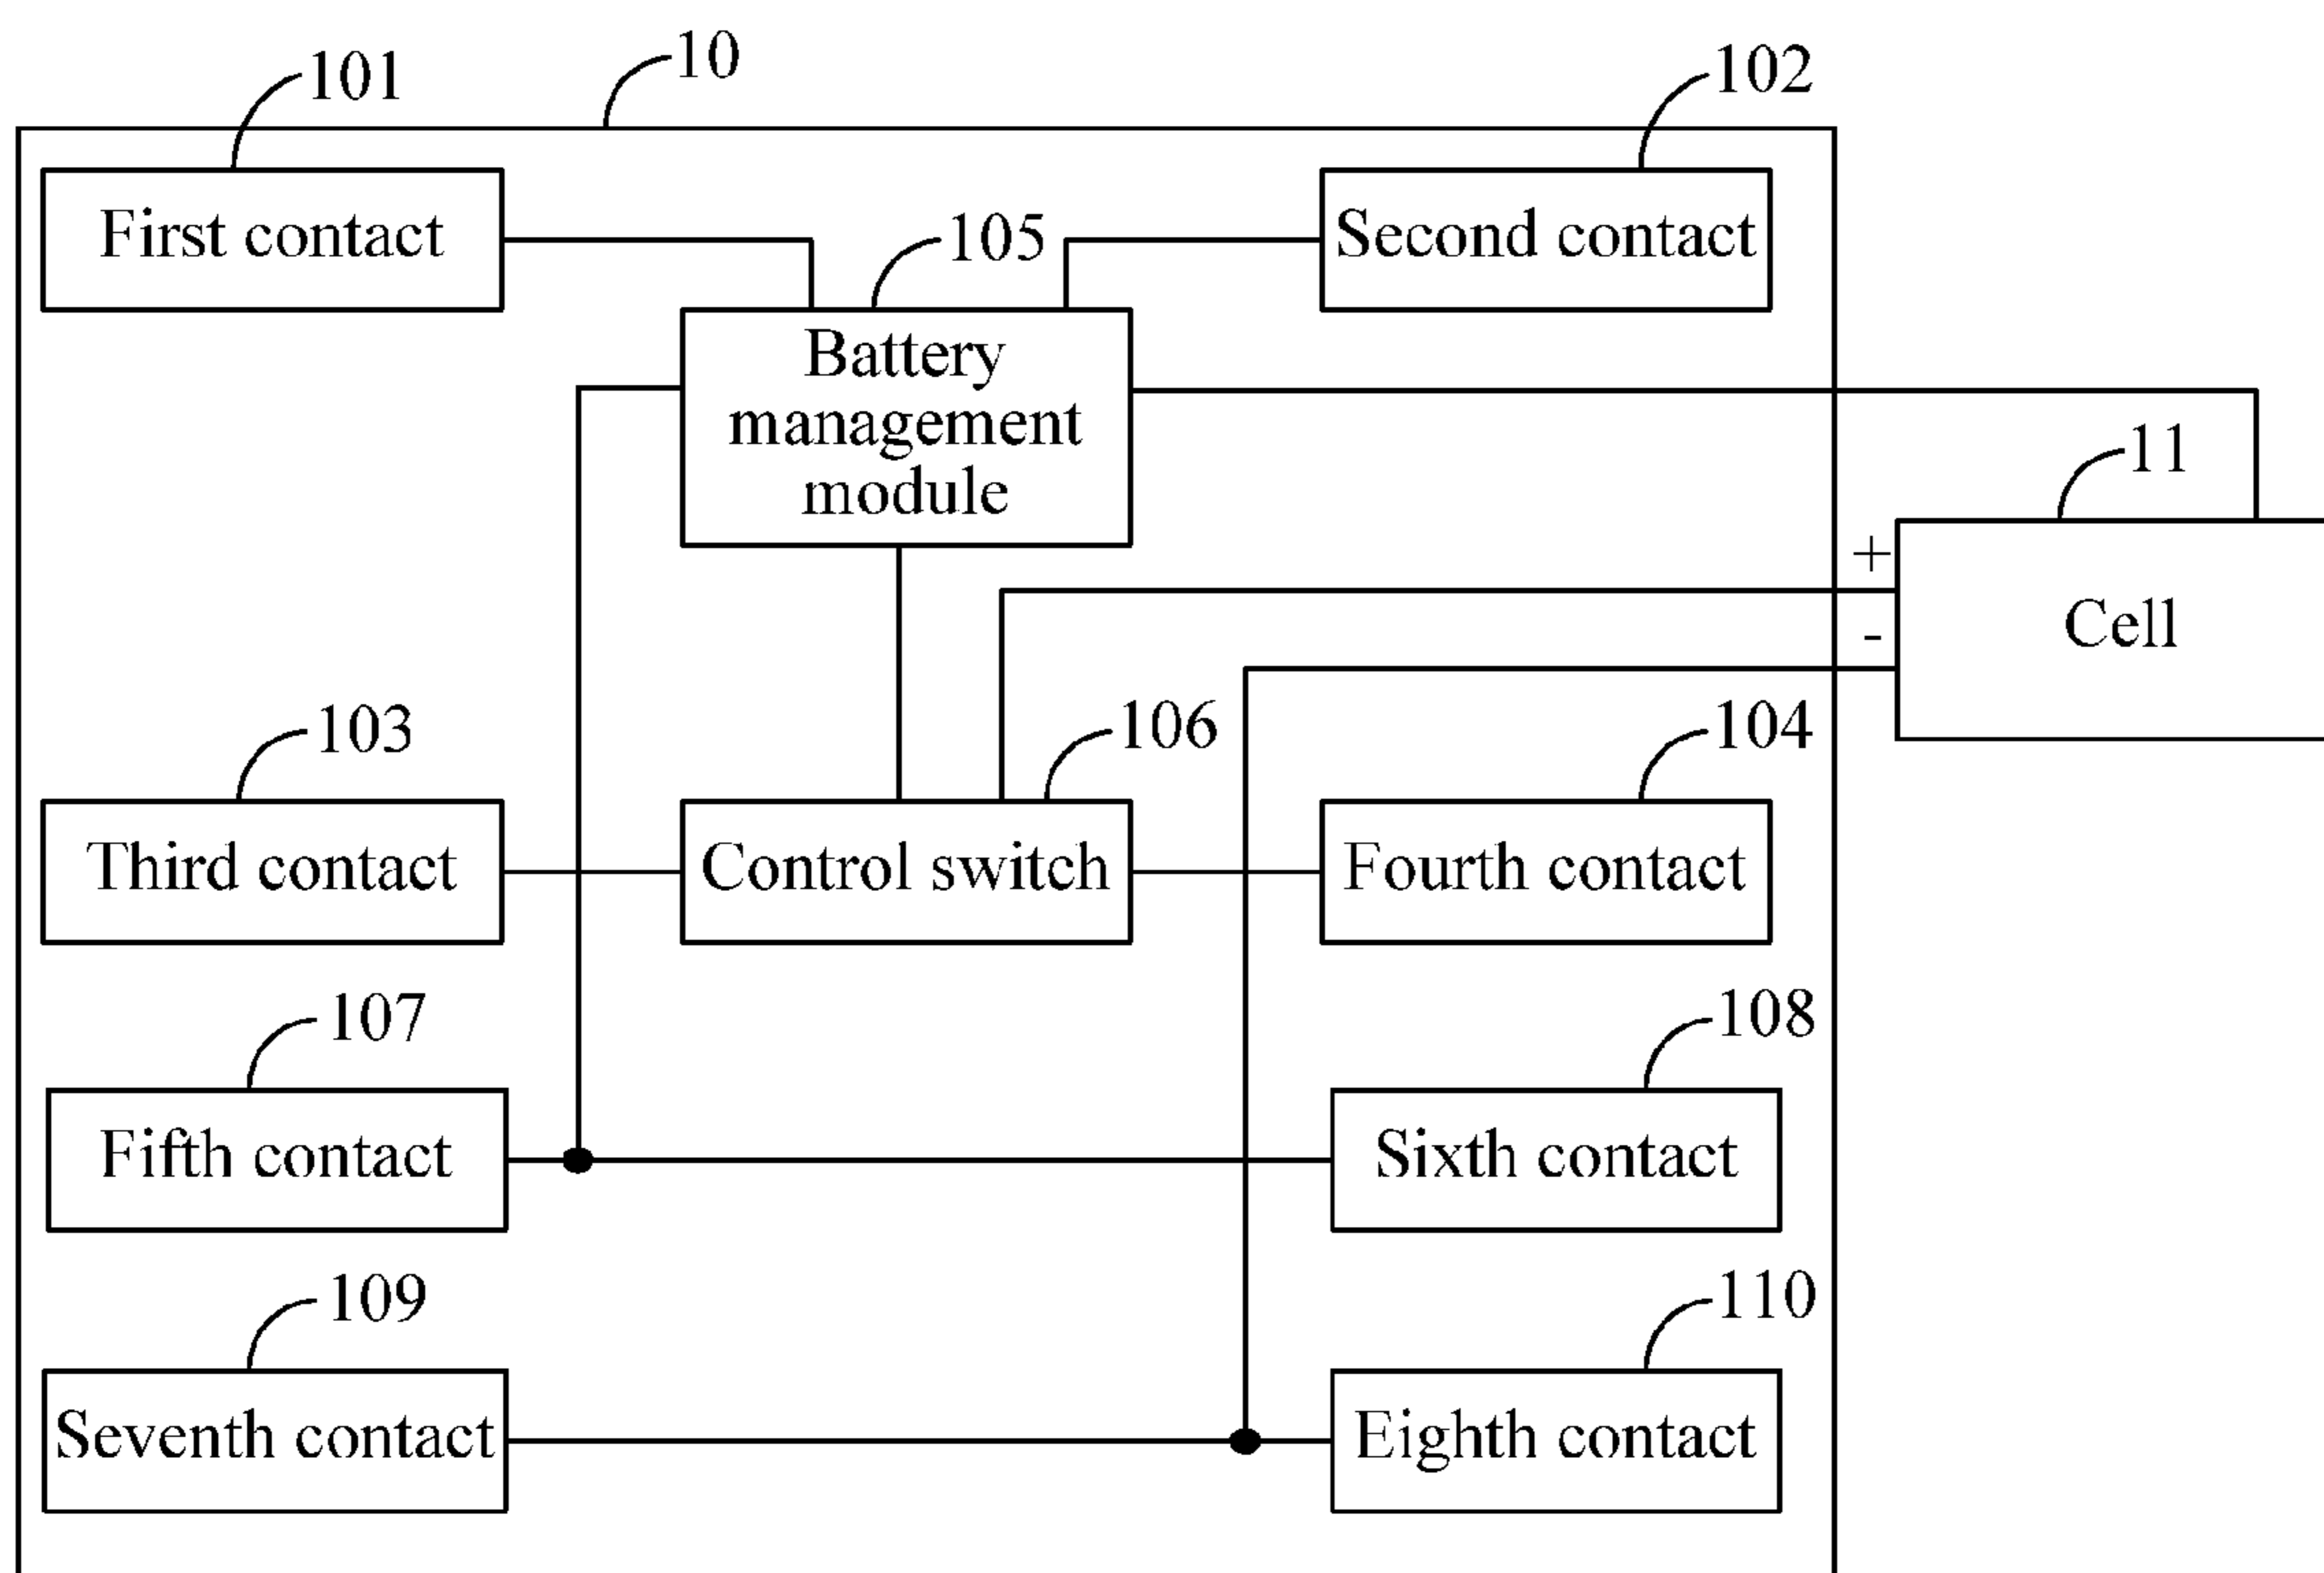 10
101
102
First contact
105
Second contact
Battery
management
module
11
+
-
Cell
103
106
104
Third contact
Control switch
Fourth contact
107
108
Fifth contact
Sixth contact
109
110
Seventh contact
Eighth contact